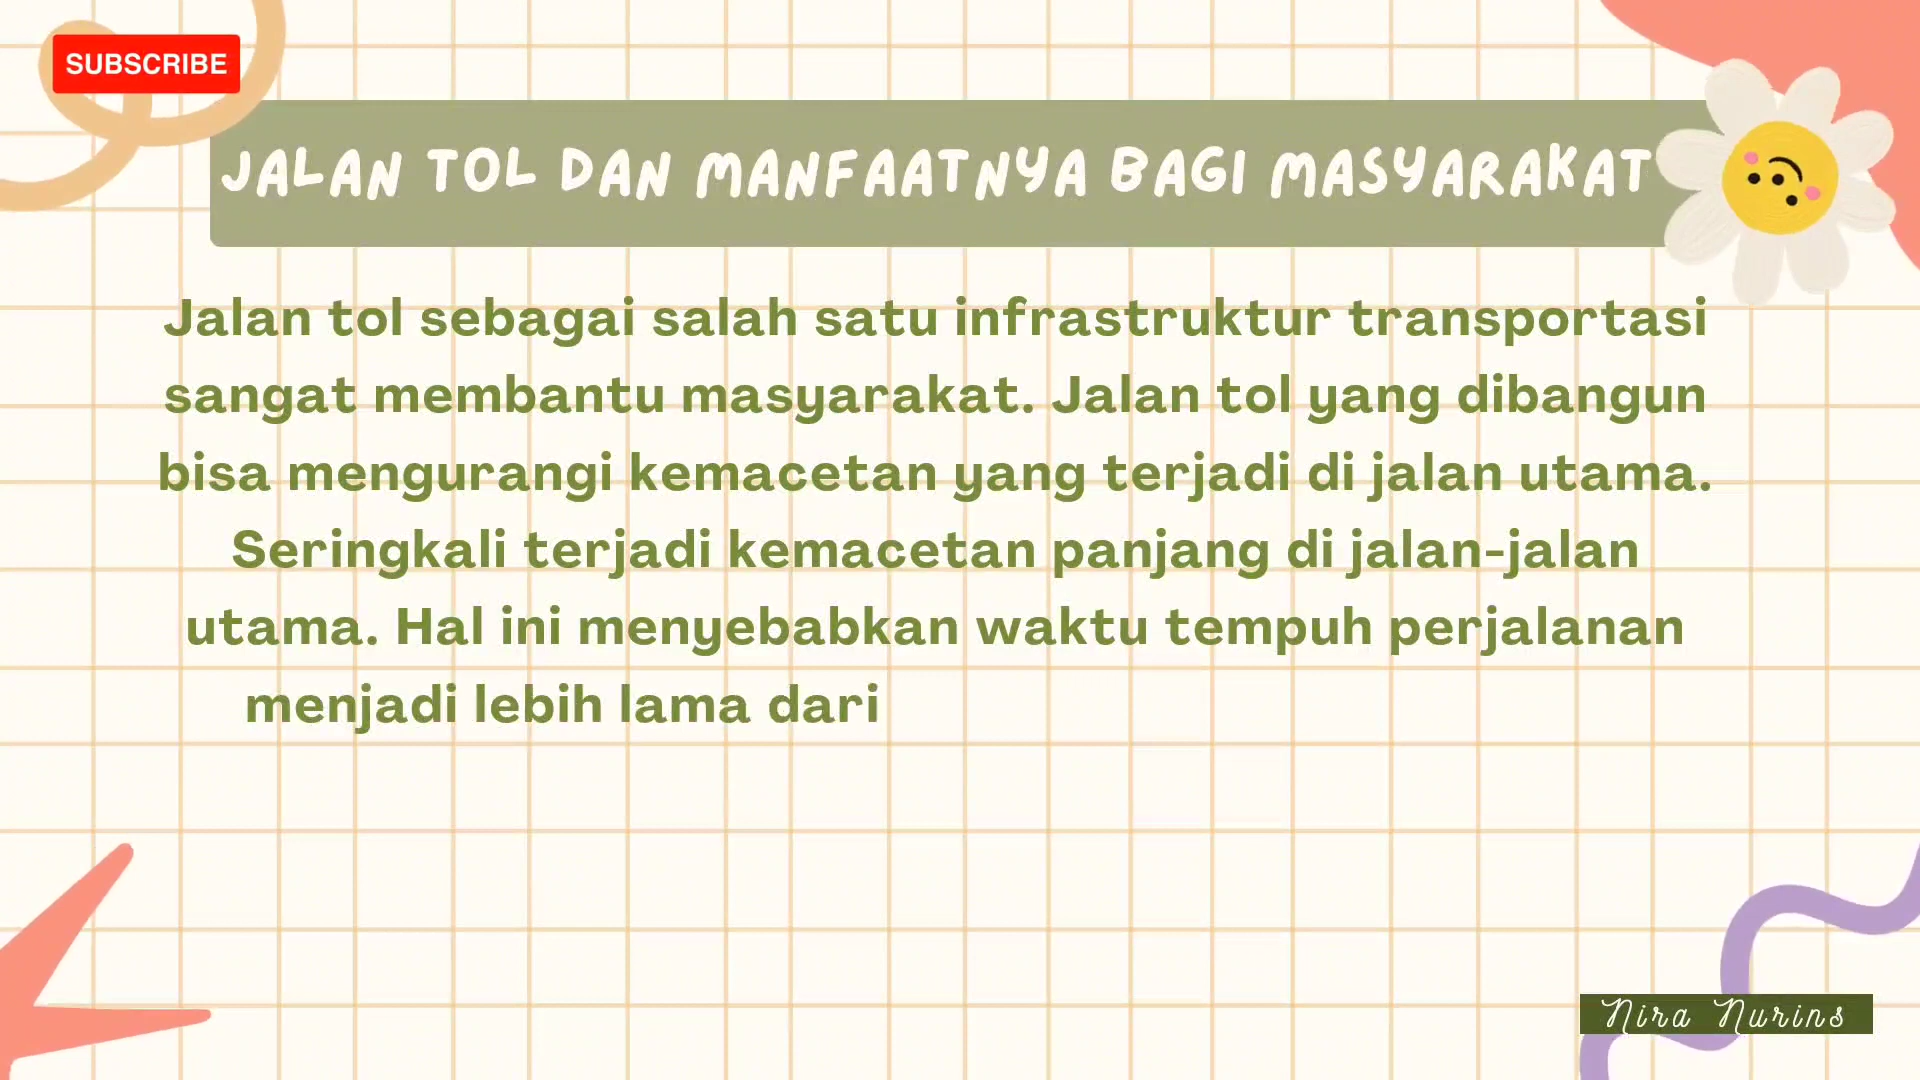 SUBSCRIBE
JALAN TOL DAN MANFAATNYA BAGI MASYARAKAT
Jalan tol sebagai salah satu infrastruktur transportasi
sangat membantu masyarakat. Jalan tol yang dibangun
bisa mengurangi kemacetan yang terjadi di jalan utama.
Seringkali terjadi kemacetan panjang di jalan-jalan
utama. Hal ini menyebabkan waktu tempuh perjalanan
menjadi lebih lama dari
Nira Nurins